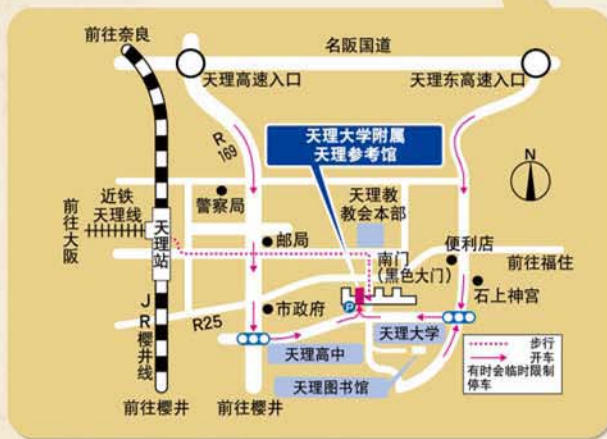 前往奈良
名阪国道
天理高速入口
天理东高速入口
R
169
天理大学附属
天理参考馆
N
近铁
天理线
前往大阪
天理站
警察局
天理教
教会本部
邮局
便利店
南门
(黑色大门)
前往福住
石上神宫
JR樱井线
市政府
R25
P
天理大学
天理高中
天理图书馆
步行
开车
有时会临时限制
停车
前往樱井
前往樱井